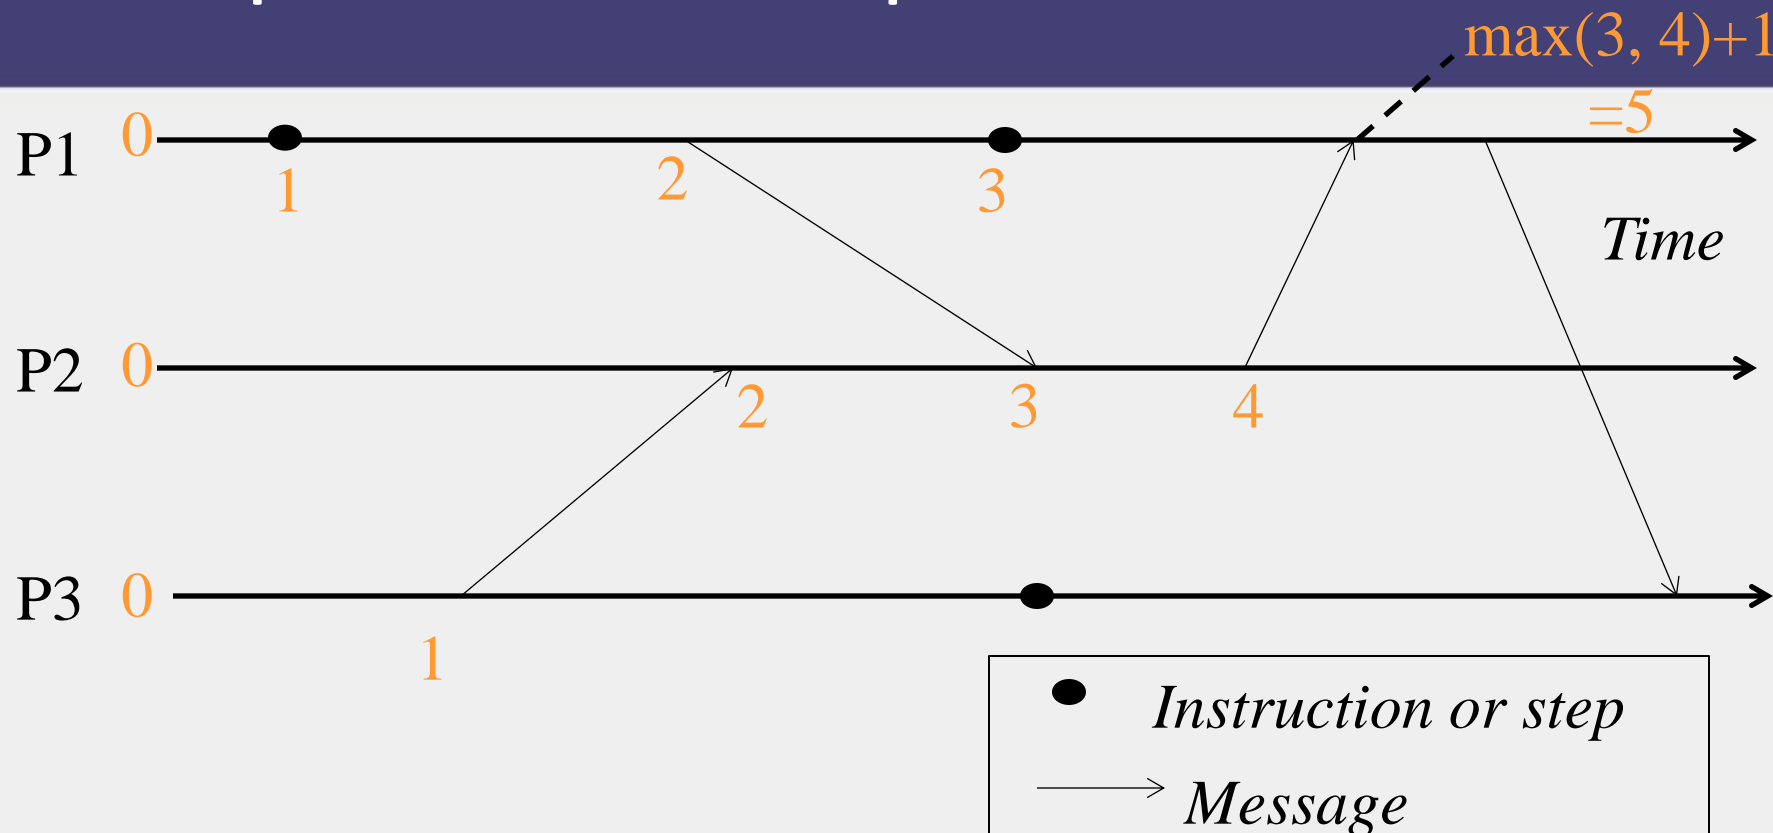 max(3, 4)+1
=5
P1 0
1 2 3
Time
P2 0
2 3 4
P3 0
1
Instruction or step
Message